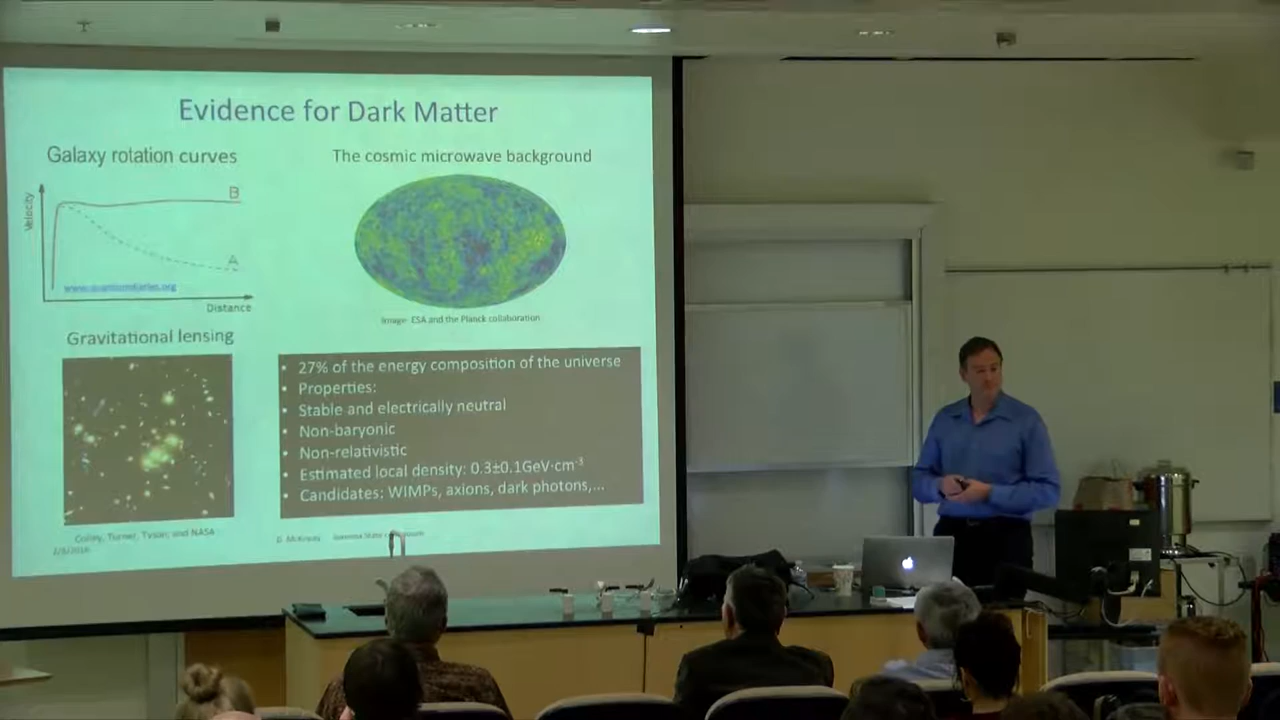 Evidence for Dark Matter
Galaxy rotation curves
Velocity
B
A
Distance
The cosmic microwave background
Image: ESA and the Planck collaboration
Gravitational lensing
Colley, Turner, Tyson, and NASA
• 27% of the energy composition of the universe
• Properties:
• Stable and electrically neutral
• Non-baryonic
• Non-relativistic
• Estimated local density: 0.3±0.1GeV·cm⁻³
• Candidates: WIMPs, axions, dark photons,...